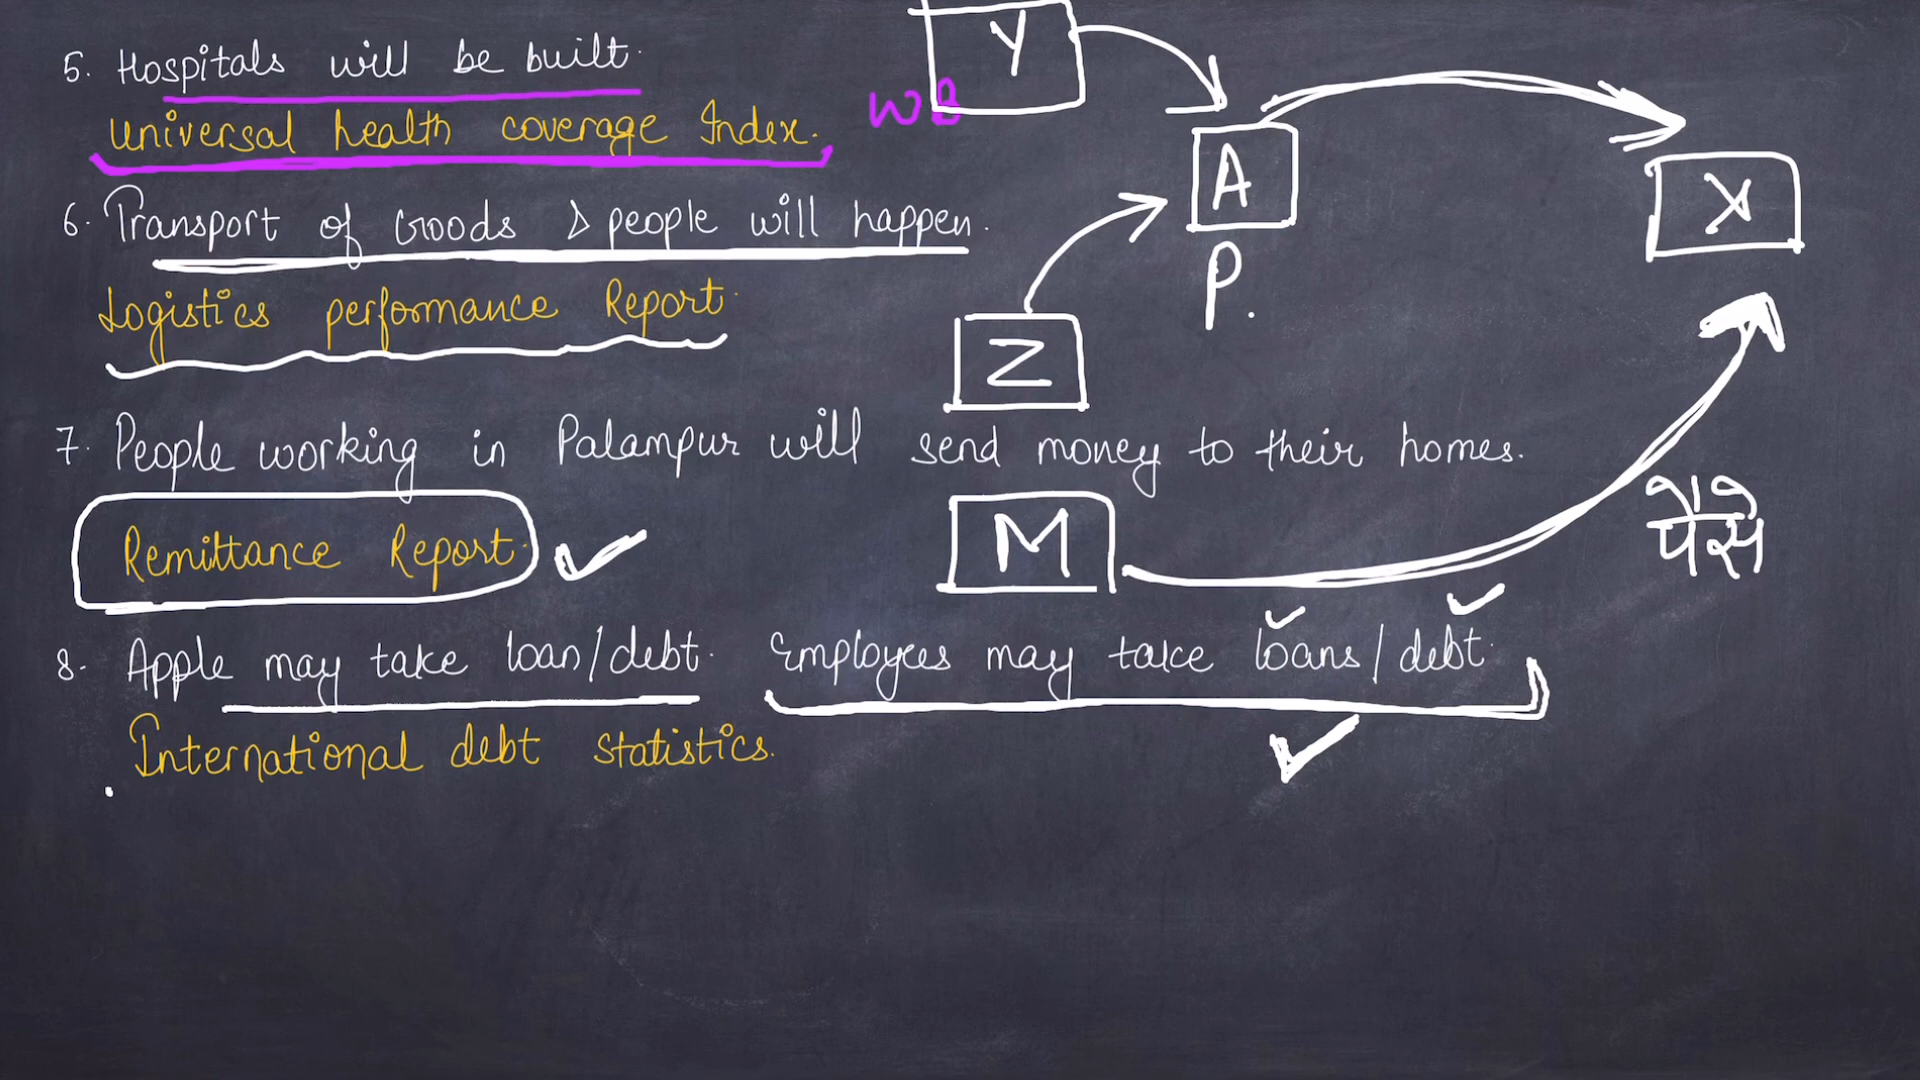 5. Hospitals will be built.
Universal health coverage Index.
WB
6. Transport of Goods & people will happen.
Logistics performance Report.
7. People working in Palampur will send money to their homes.
Remittance Report.
8. Apple may take loan/debt. Employees may take loans/debt.
International debt statistics.
Y
A
P.
X
Z
M
पैसे